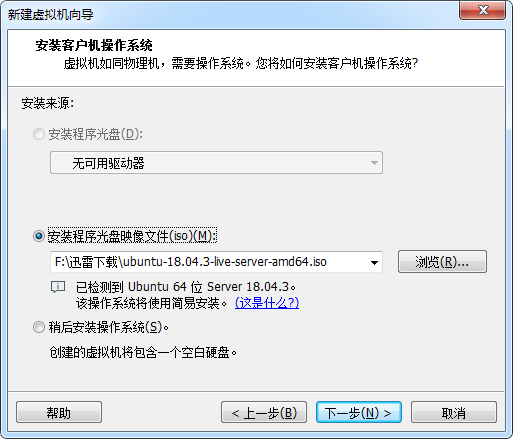 新建虚拟机向导
安装客户机操作系统
虚拟机如同物理机，需要操作系统。您将如何安装客户机操作系统?
安装来源:
安装程序光盘(D):
无可用驱动器
安装程序光盘映像文件(iso)(M):
F:\迅雷下载\ubuntu-18.04.3-live-server-amd64.iso
浏览(R)...
已检测到 Ubuntu 64 位 Server 18.04.3。
该操作系统将使用简易安装。 (这是什么?)
稍后安装操作系统(S)。
创建的虚拟机将包含一个空白硬盘。
帮助
< 上一步(B)
下一步(N) >
取消